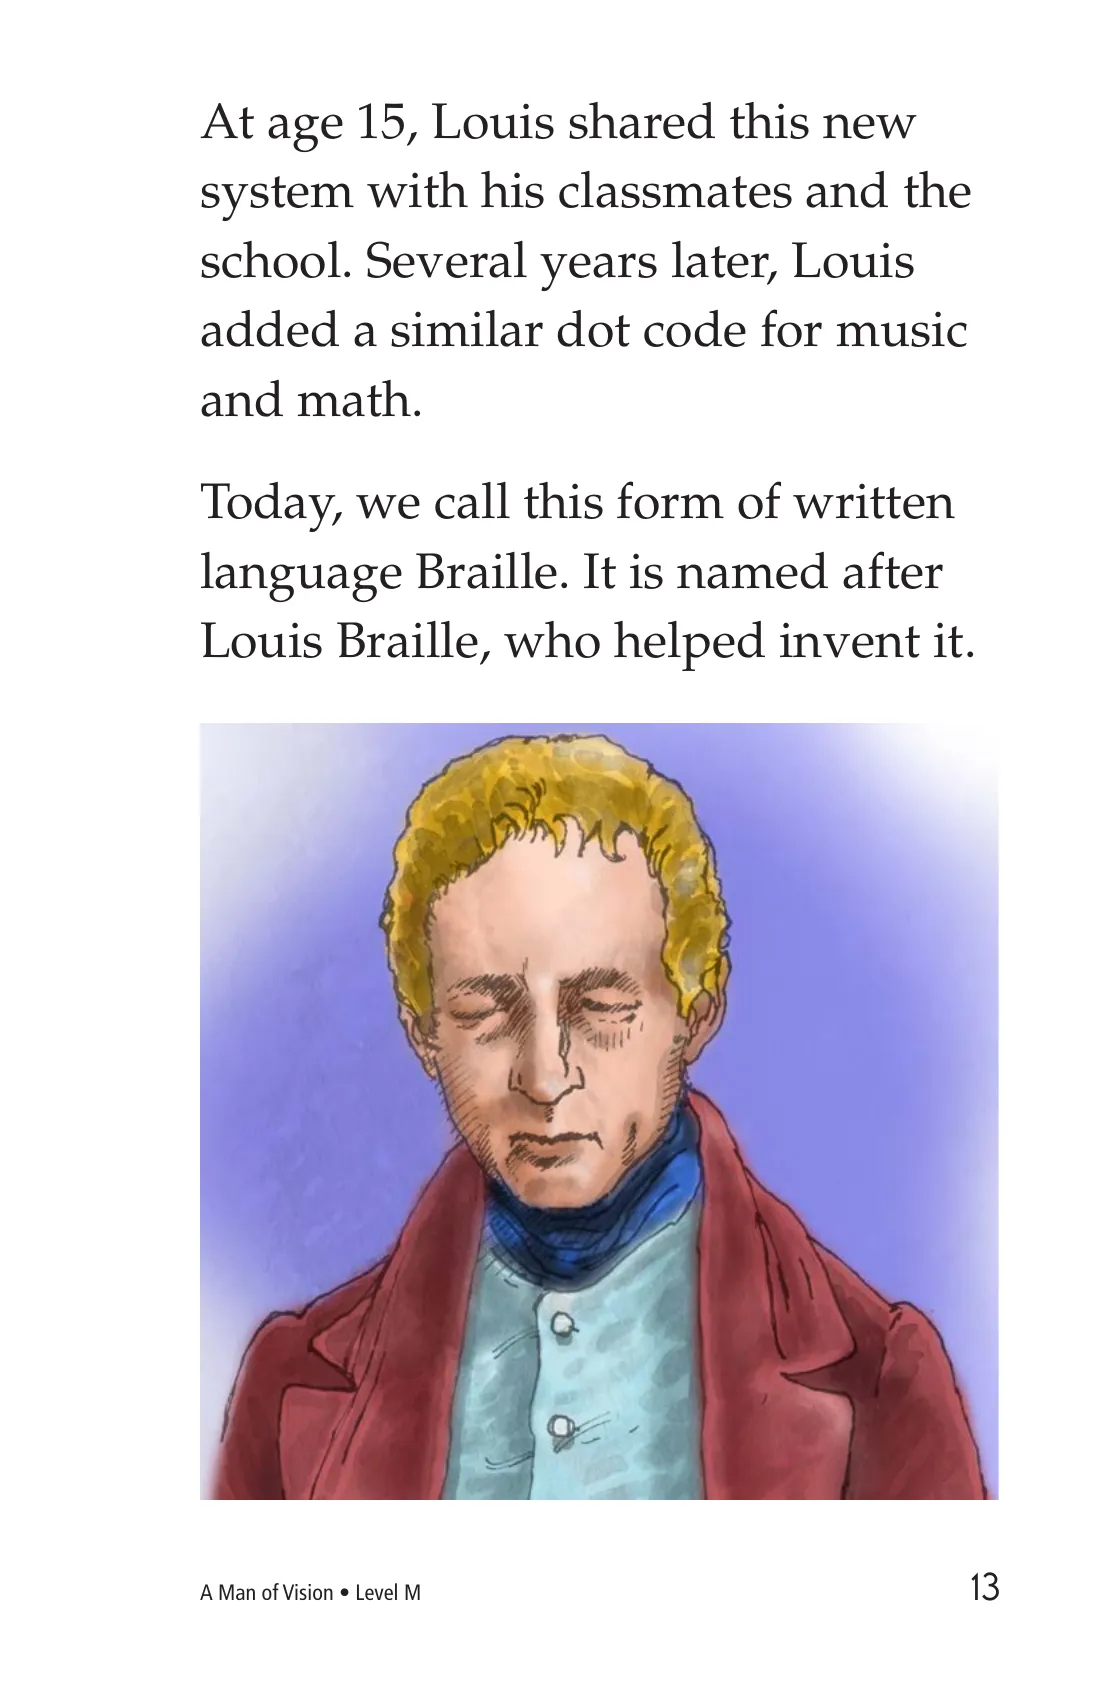 At age 15, Louis shared this new
system with his classmates and the
school. Several years later, Louis
added a similar dot code for music
and math.
Today, we call this form of written
language Braille. It is named after
Louis Braille, who helped invent it.
A Man of Vision • Level M
13